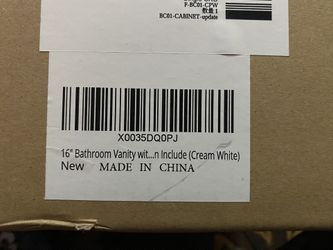 F-BC01-CPW
数量 1
BC01-CABINET-update
X0035DQ0PJ
16" Bathroom Vanity wit...n Include (Cream White)
New MADE IN CHINA